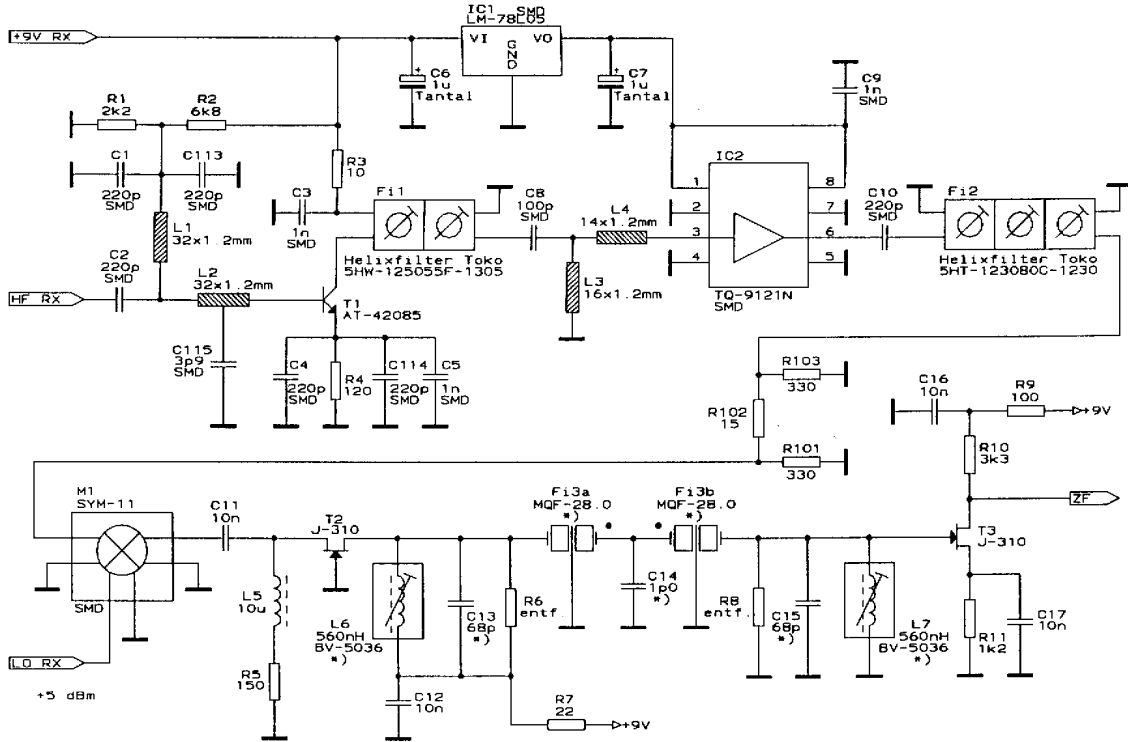 IC1 SMD
LM-78L05
+9V RX
VI
GND
VO
C6
1u
Tantal
+
C7
1u
Tantal
+
C9
1n
SMD
R1
2k2
R2
6k8
C1
220p
SMD
C113
220p
SMD
R3
10
C3
1n
SMD
Fi1
Helixfilter Toko
5HW-125055F-1305
C8
100p
SMD
L4
14x1.2mm
L3
16x1.2mm
IC2
1
2
3
4
8
7
6
5
TQ-9121N
SMD
C10
220p
SMD
Fi2
Helixfilter Toko
5HT-123080C-1230
L1
32x1.2mm
C2
220p
SMD
L2
32x1.2mm
HF RX
T1
AT-42085
C115
3p9
SMD
C4
220p
SMD
R4
120
C114
220p
SMD
C5
1n
SMD
R103
330
R102
15
R101
330
C16
10n
R9
100
+9V
R10
3k3
ZF
T3
J-310
M1
SYM-11
SMD
C11
10n
T2
J-310
Fi3a
MQF-28.0
*)
Fi3b
MQF-28.0
*)
L5
10u
L6
560nH
BV-5036
*)
C13
68p
*)
R6
entf.
C14
1p0
*)
R8
entf.
C15
68p
*)
L7
560nH
BV-5036
*)
R11
1k2
C17
10n
LO RX
+5 dBm
R5
150
C12
10n
R7
22
+9V